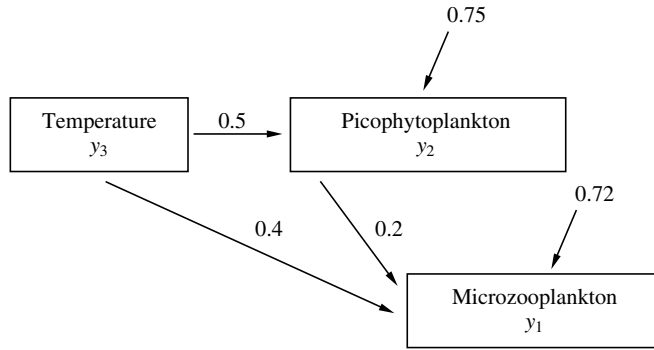 0.75
Temperature
y3
0.5
Picophytoplankton
y2
0.4
0.2
0.72
Microzooplankton
y1